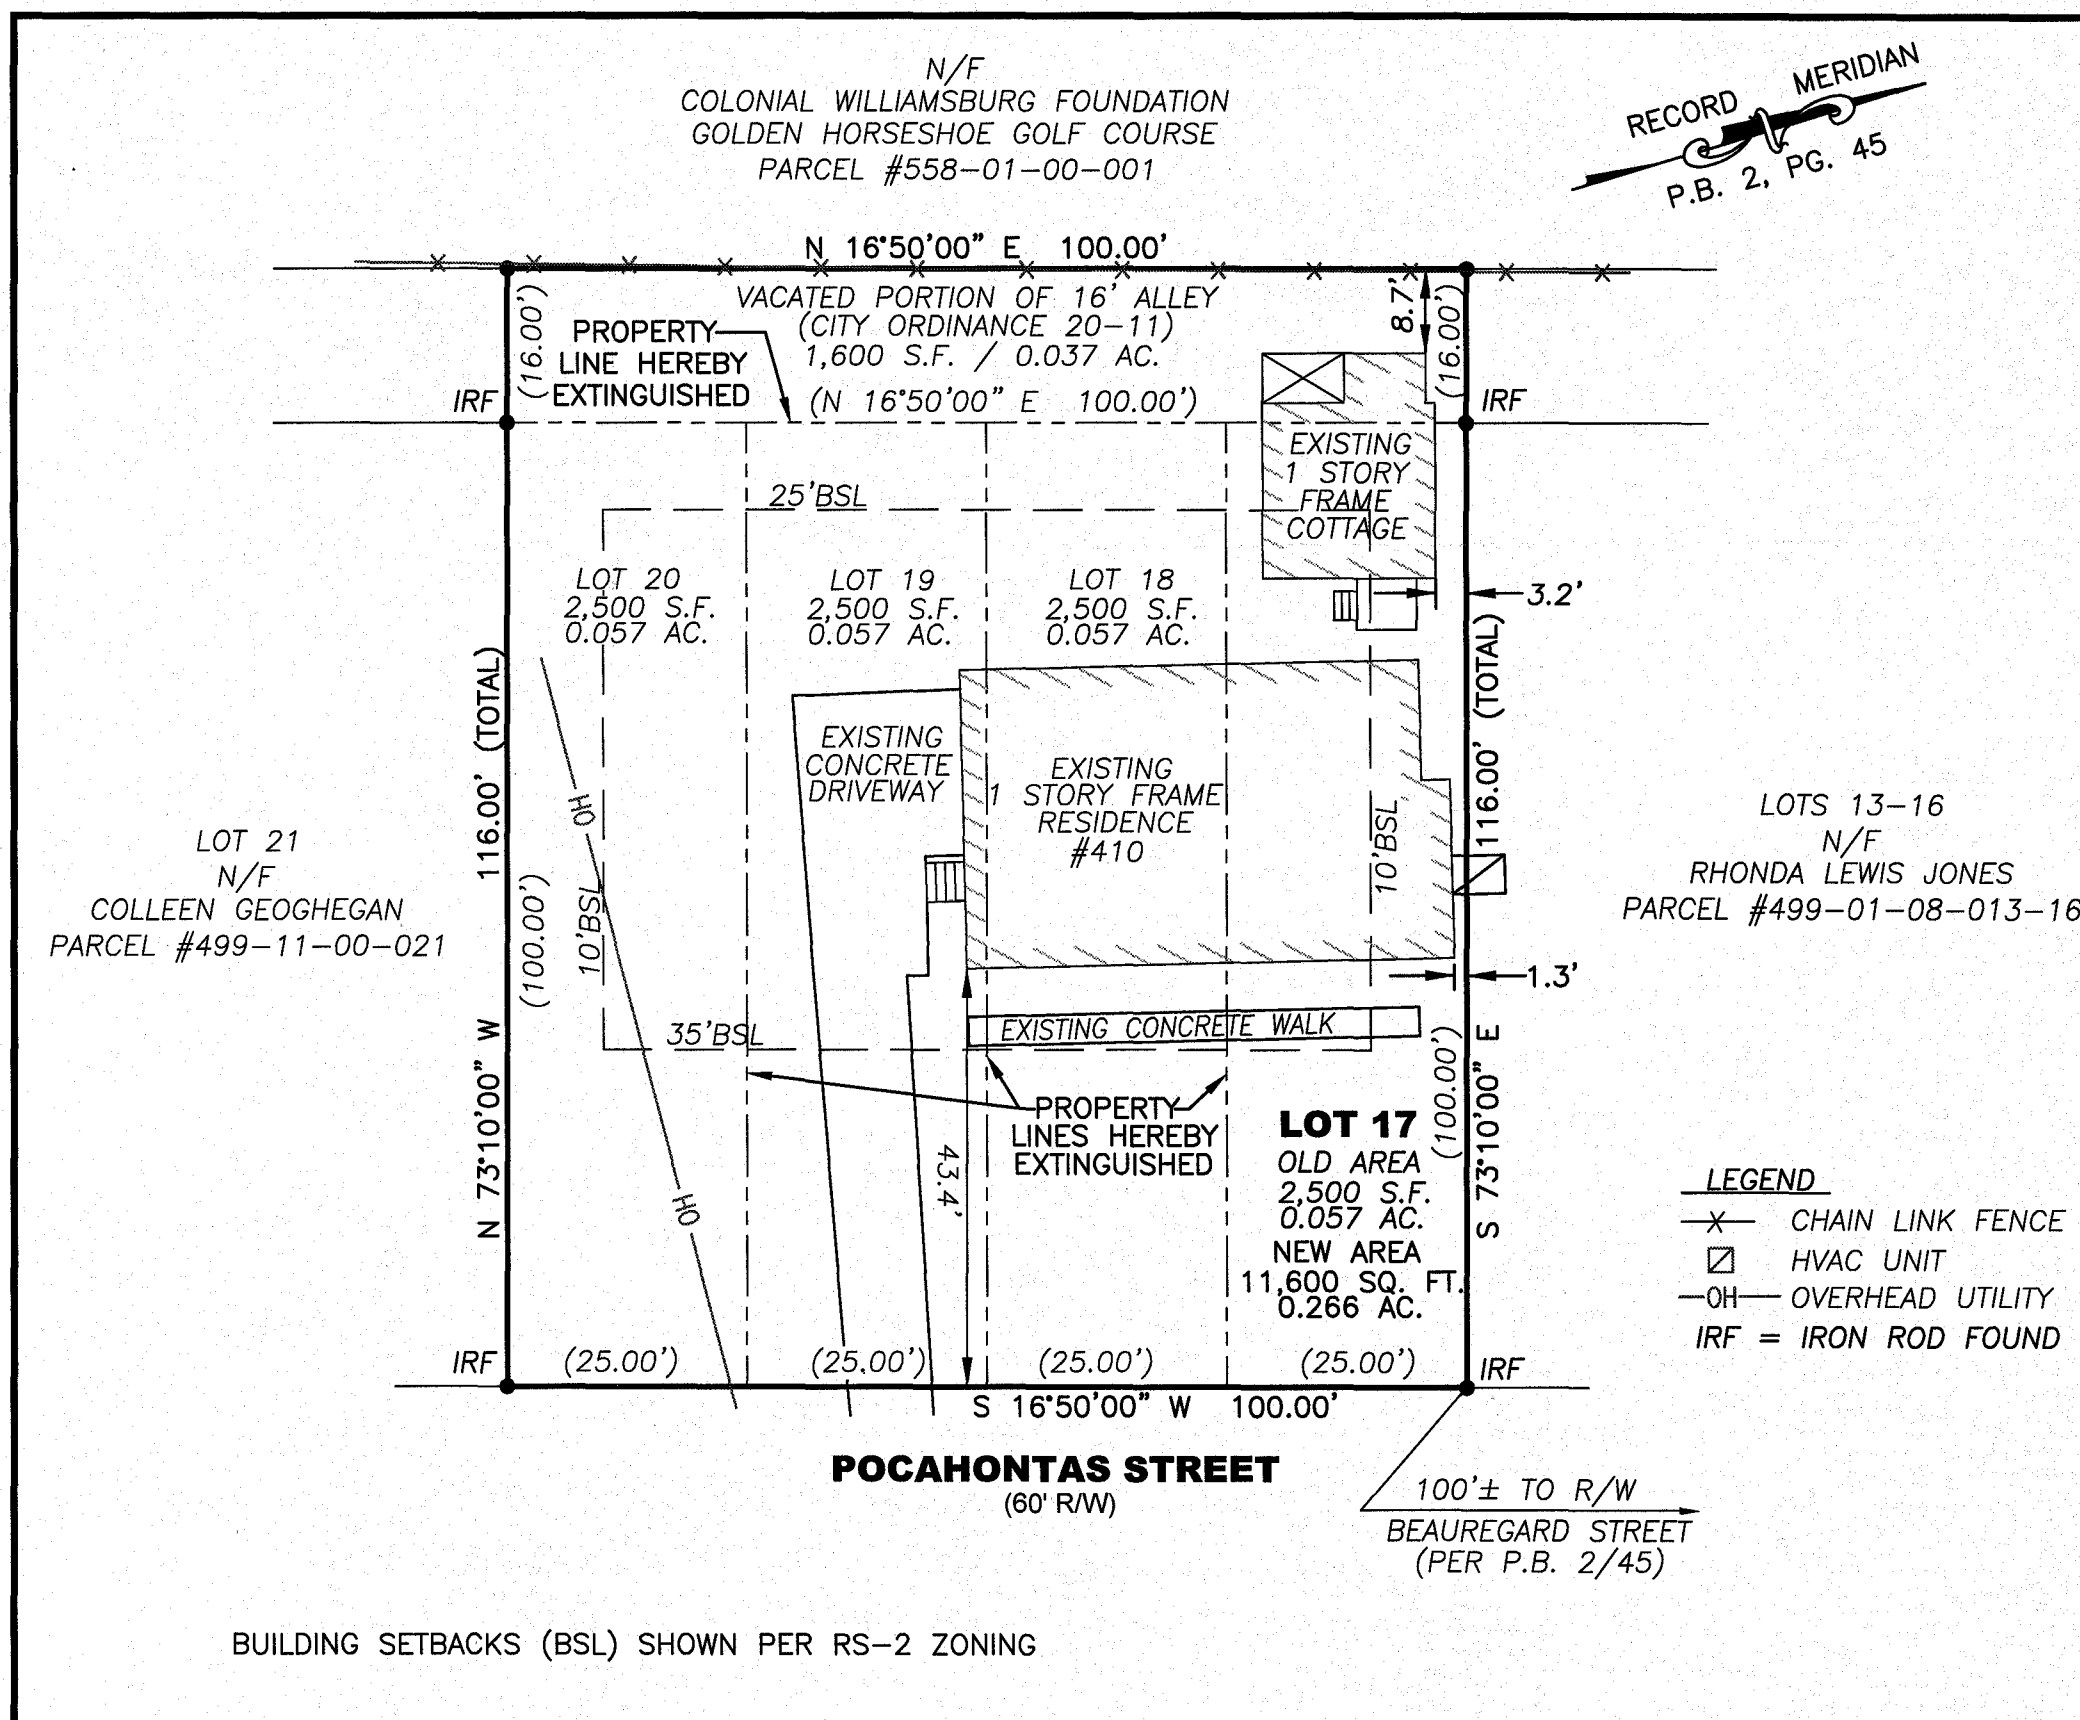 N/F
COLONIAL WILLIAMSBURG FOUNDATION
GOLDEN HORSESHOE GOLF COURSE
PARCEL #558-01-00-001
RECORD MERIDIAN
P.B. 2, PG. 45
N 16°50'00" E 100.00'
VACATED PORTION OF 16' ALLEY
(CITY ORDINANCE 20-11)
1,600 S.F. / 0.037 AC.
(N 16°50'00" E 100.00')
PROPERTY
LINE HEREBY
EXTINGUISHED
(16.00')
8.7'
(16.00')
IRF
IRF
EXISTING
1 STORY
FRAME
COTTAGE
25'BSL
LOT 20
2,500 S.F.
0.057 AC.
LOT 19
2,500 S.F.
0.057 AC.
LOT 18
2,500 S.F.
0.057 AC.
3.2'
N 73°10'00" W 116.00' (TOTAL)
(100.00')
10'BSL
OH
OH
EXISTING
CONCRETE
DRIVEWAY
EXISTING
1 STORY FRAME
RESIDENCE
#410
10'BSL
S 73°10'00" E 116.00' (TOTAL)
(100.00')
LOT 21
N/F
COLLEEN GEOGHEGAN
PARCEL #499-11-00-021
LOTS 13-16
N/F
RHONDA LEWIS JONES
PARCEL #499-01-08-013-16
1.3'
EXISTING CONCRETE WALK
35'BSL
PROPERTY
LINES HEREBY
EXTINGUISHED
43.4'
LOT 17
OLD AREA
2,500 S.F.
0.057 AC.
NEW AREA
11,600 SQ. FT.
0.266 AC.
LEGEND
X CHAIN LINK FENCE
HVAC UNIT
OH OVERHEAD UTILITY
IRF = IRON ROD FOUND
IRF (25.00') (25.00') (25.00') (25.00') IRF
S 16°50'00" W 100.00'
POCAHONTAS STREET
(60' R/W)
100'± TO R/W
BEAUREGARD STREET
(PER P.B. 2/45)
BUILDING SETBACKS (BSL) SHOWN PER RS-2 ZONING